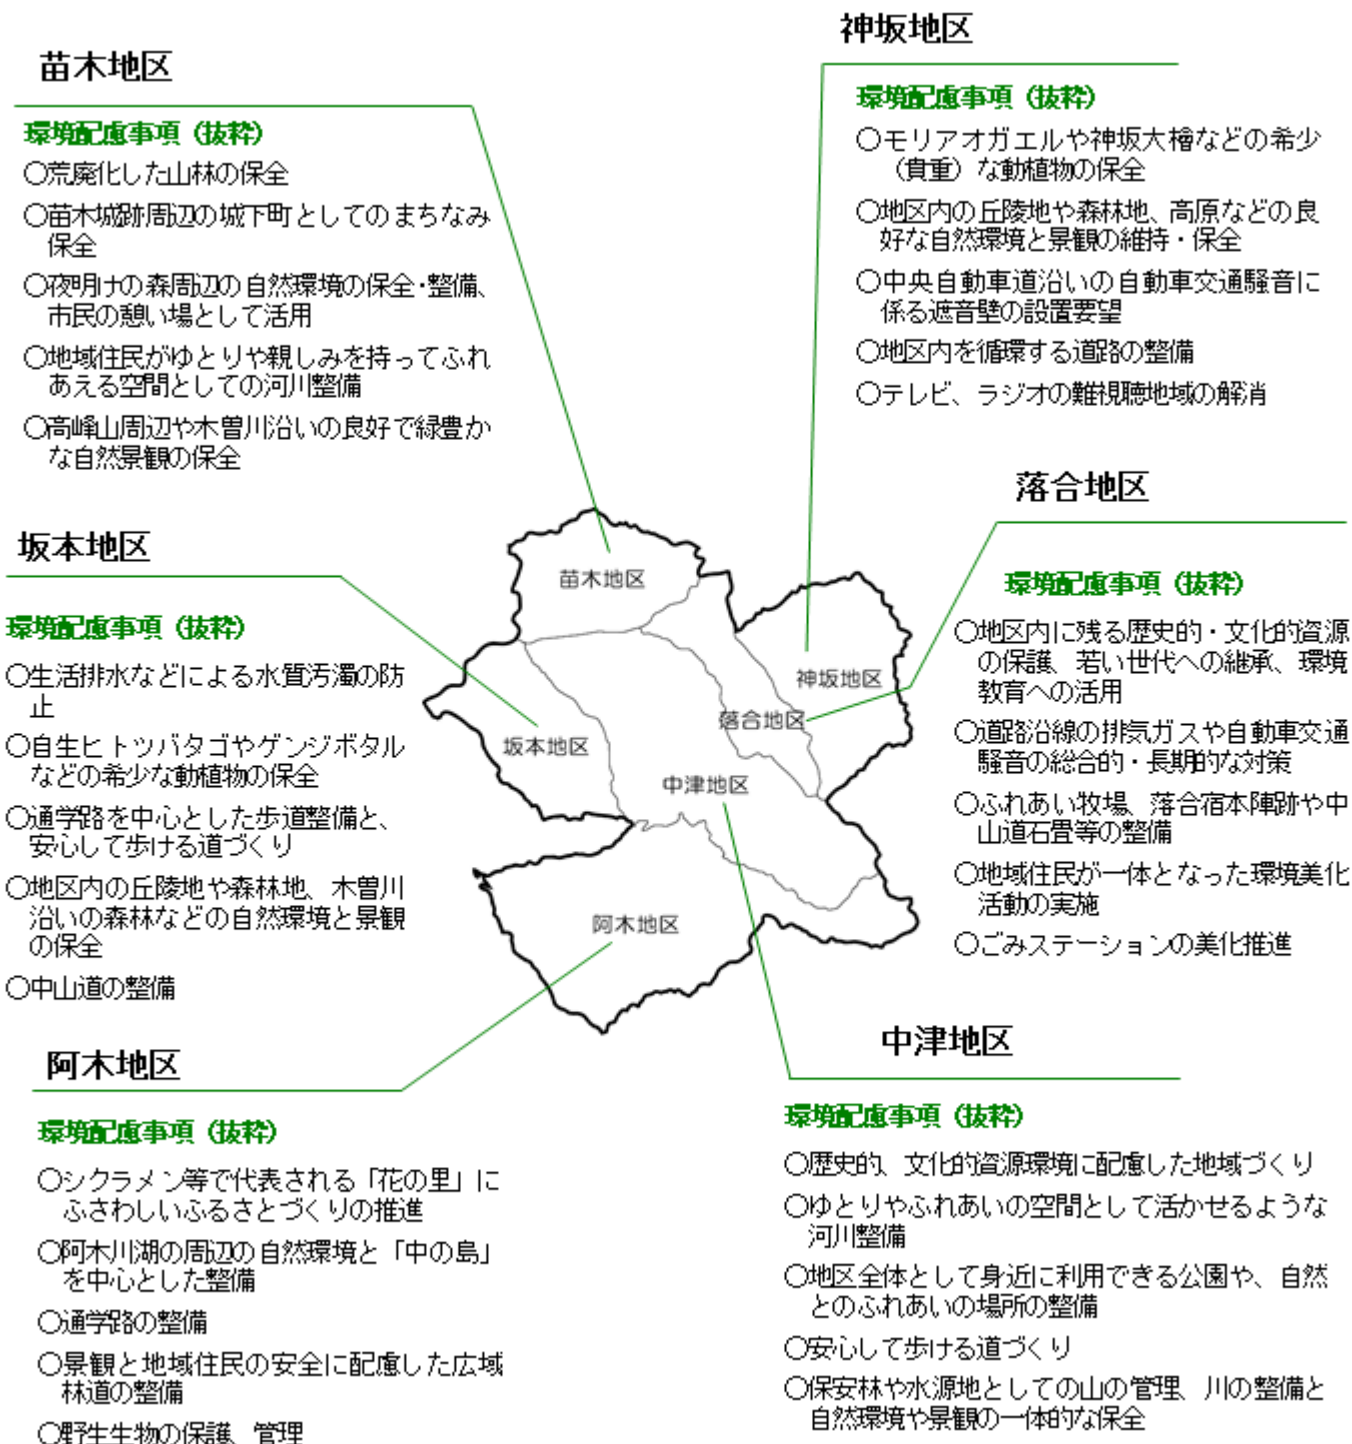 苗木地区
環境配慮事項（抜粋）
○荒廃化した山林の保全
○苗木城跡周辺の城下町としてのまちなみ
保全
○夜明けの森周辺の自然環境の保全・整備、
市民の憩い場として活用
○地域住民がゆとりや親しみを持ってふれ
あえる空間としての河川整備
○高峰山周辺や木曽川沿いの良好で緑豊か
な自然景観の保全
神坂地区
環境配慮事項（抜粋）
○モリアオガエルや神坂大檜などの希少
（貴重）な動植物の保全
○地区内の丘陵地や森林地、高原などの良
好な自然環境と景観の維持・保全
○中央自動車道沿いの自動車交通騒音に
係る遮音壁の設置要望
○地区内を循環する道路の整備
○テレビ、ラジオの難視聴地域の解消
落合地区
環境配慮事項（抜粋）
○地区内に残る歴史的・文化的資源
の保護、若い世代への継承、環境
教育への活用
○道路沿線の排気ガスや自動車交通
騒音の総合的・長期的な対策
○ふれあい牧場、落合宿本陣跡や中
山道石畳等の整備
○地域住民が一体となった環境美化
活動の実施
○ごみステーションの美化推進
坂本地区
環境配慮事項（抜粋）
○生活排水などによる水質汚濁の防
止
○自生ヒトツバタゴやゲンジボタル
などの希少な動植物の保全
○通学路を中心とした歩道整備と、
安心して歩ける道づくり
○地区内の丘陵地や森林地、木曽川
沿いの森林などの自然環境と景観
の保全
○中山道の整備
苗木地区
神坂地区
落合地区
坂本地区
中津地区
阿木地区
阿木地区
環境配慮事項（抜粋）
○シクラメン等で代表される「花の里」に
ふさわしいふるさとづくりの推進
○阿木川湖の周辺の自然環境と「中の島」
を中心とした整備
○通学路の整備
○景観と地域住民の安全に配慮した広域
林道の整備
○野生生物の保護、管理
中津地区
環境配慮事項（抜粋）
○歴史的、文化的資源環境に配慮した地域づくり
○ゆとりやふれあいの空間として活かせるような
河川整備
○地区全体として身近に利用できる公園や、自然
とのふれあいの場所の整備
○安心して歩ける道づくり
○保安林や水源地としての山の管理、川の整備と
自然環境や景観の一体的な保全